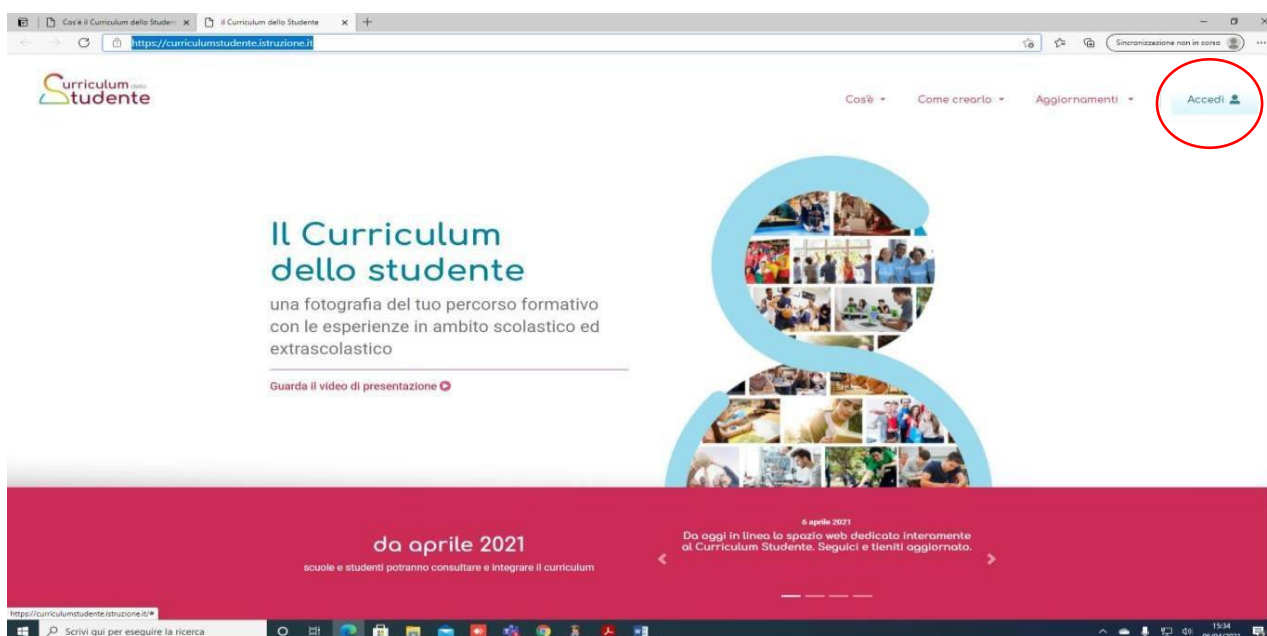 Cos'è il Curriculum dello Studen
il Curriculum dello Studente
https://curriculumstudente.istruzione.it
Sincronizzazione non in corso
Curriculum dello
Studente
Cos'è
Come crearlo
Aggiornamenti
Accedi
Il Curriculum
dello studente
una fotografia del tuo percorso formativo
con le esperienze in ambito scolastico ed
extrascolastico
Guarda il video di presentazione
da aprile 2021
scuole e studenti potranno consultare e integrare il curriculum
6 aprile 2021
Da oggi in linea lo spazio web dedicato interamente
al Curriculum Studente. Seguici e tieniti aggiornato.
https://curriculumstudente.istruzione.it/#
Scrivi qui per eseguire la ricerca
15:34
06/04/2021